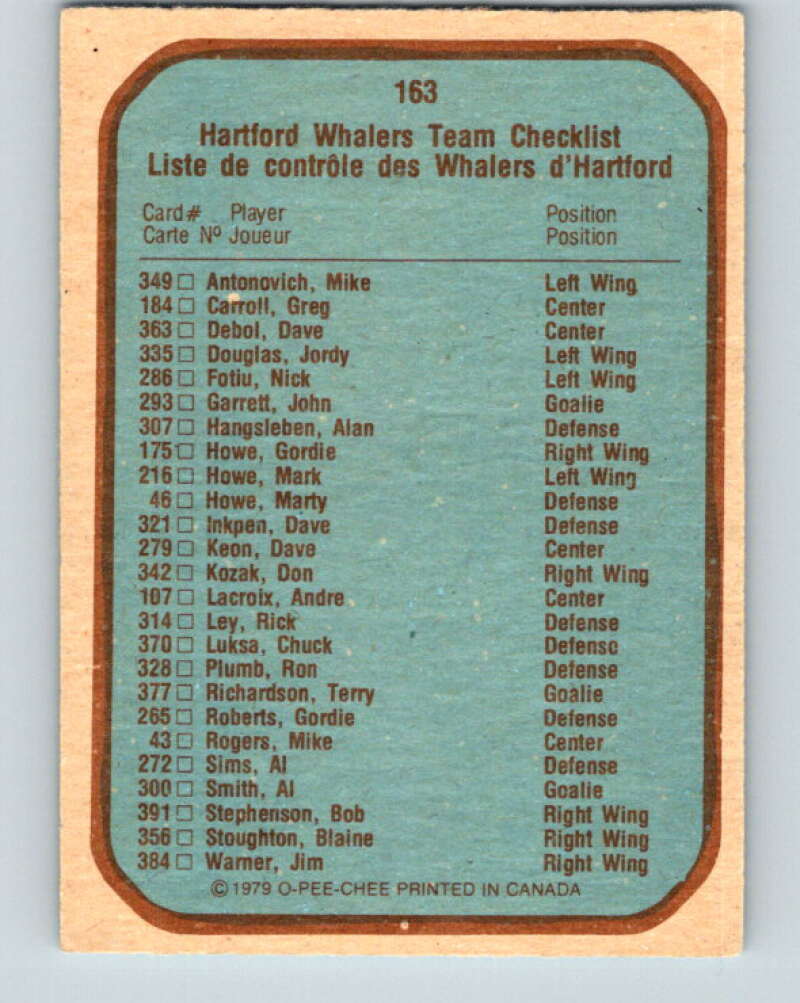 163
Hartford Whalers Team Checklist
Liste de contrôle des Whalers d'Hartford
Card# Player Position
Carte Nº Joueur Position
349 □ Antonovich, Mike Left Wing
184 □ Carroll, Greg Center
363 □ Debol, Dave Center
335 □ Douglas, Jordy Left Wing
286 □ Fotiu, Nick Left Wing
293 □ Garrett, John Goalie
307 □ Hangsleben, Alan Defense
175 □ Howe, Gordie Right Wing
216 □ Howe, Mark Left Wing
46 □ Howe, Marty Defense
321 □ Inkpen, Dave Defense
279 □ Keon, Dave Center
342 □ Kozak, Don Right Wing
107 □ Lacroix, Andre Center
314 □ Ley, Rick Defense
370 □ Luksa, Chuck Defense
328 □ Plumb, Ron Defense
377 □ Richardson, Terry Goalie
265 □ Roberts, Gordie Defense
43 □ Rogers, Mike Center
272 □ Sims, Al Defense
300 □ Smith, Al Goalie
391 □ Stephenson, Bob Right Wing
356 □ Stoughton, Blaine Right Wing
384 □ Warner, Jim Right Wing
© 1979 O-PEE-CHEE PRINTED IN CANADA